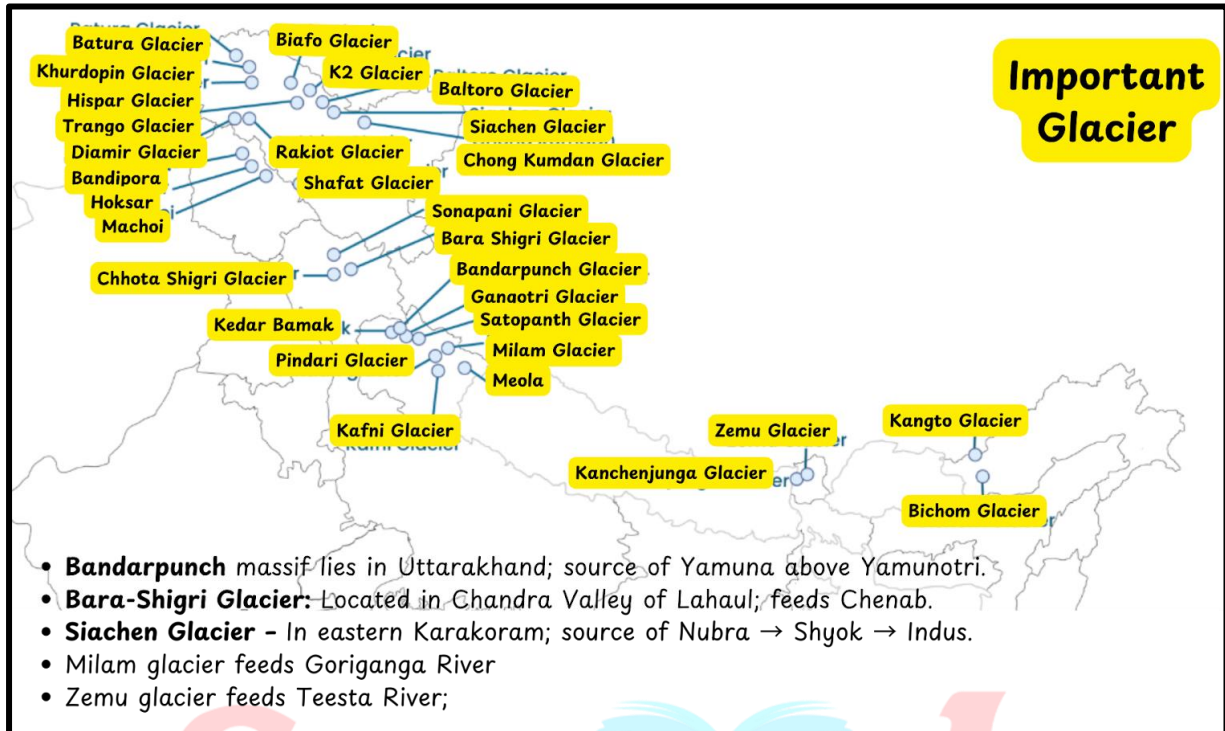 Important
Glacier
Batura Glacier
Khurdopin Glacier
Hispar Glacier
Trango Glacier
Diamir Glacier
Bandipora
Hoksar
Machoi
Biafo Glacier
K2 Glacier
Baltoro Glacier
Siachen Glacier
Chong Kumdan Glacier
Rakiot Glacier
Shafat Glacier
Sonapani Glacier
Bara Shigri Glacier
Chhota Shigri Glacier
Bandarpunch Glacier
Gangotri Glacier
Satopanth Glacier
Kedar Bamak
Pindari Glacier
Milam Glacier
Meola
Kafni Glacier
Zemu Glacier
Kanchenjunga Glacier
Kangto Glacier
Bichom Glacier
• Bandarpunch massif lies in Uttarakhand; source of Yamuna above Yamunotri.
• Bara-Shigri Glacier: Located in Chandra Valley of Lahaul; feeds Chenab.
• Siachen Glacier – In eastern Karakoram; source of Nubra → Shyok → Indus.
• Milam glacier feeds Goriganga River
• Zemu glacier feeds Teesta River;